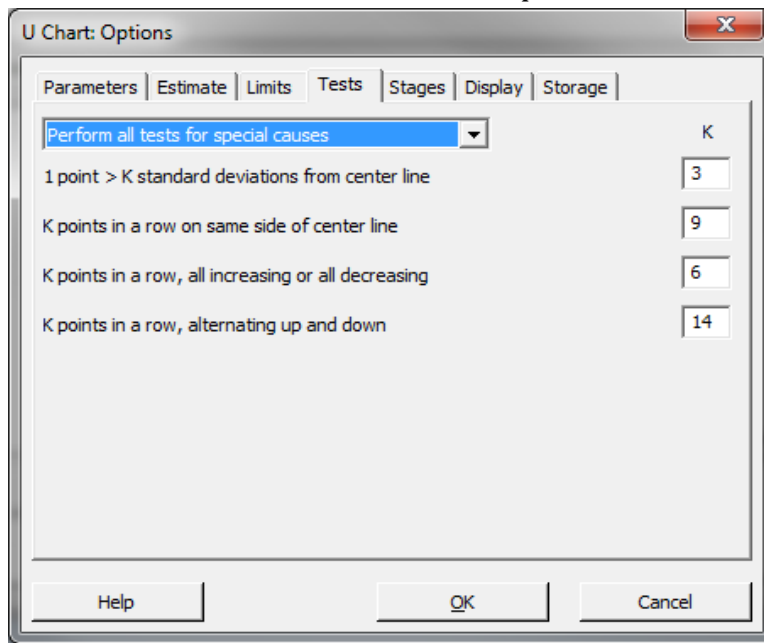 U Chart: Options
Parameters Estimate Limits Tests Stages Display Storage
Perform all tests for special causes K
1 point > K standard deviations from center line 3
K points in a row on same side of center line 9
K points in a row, all increasing or all decreasing 6
K points in a row, alternating up and down 14
Help OK Cancel